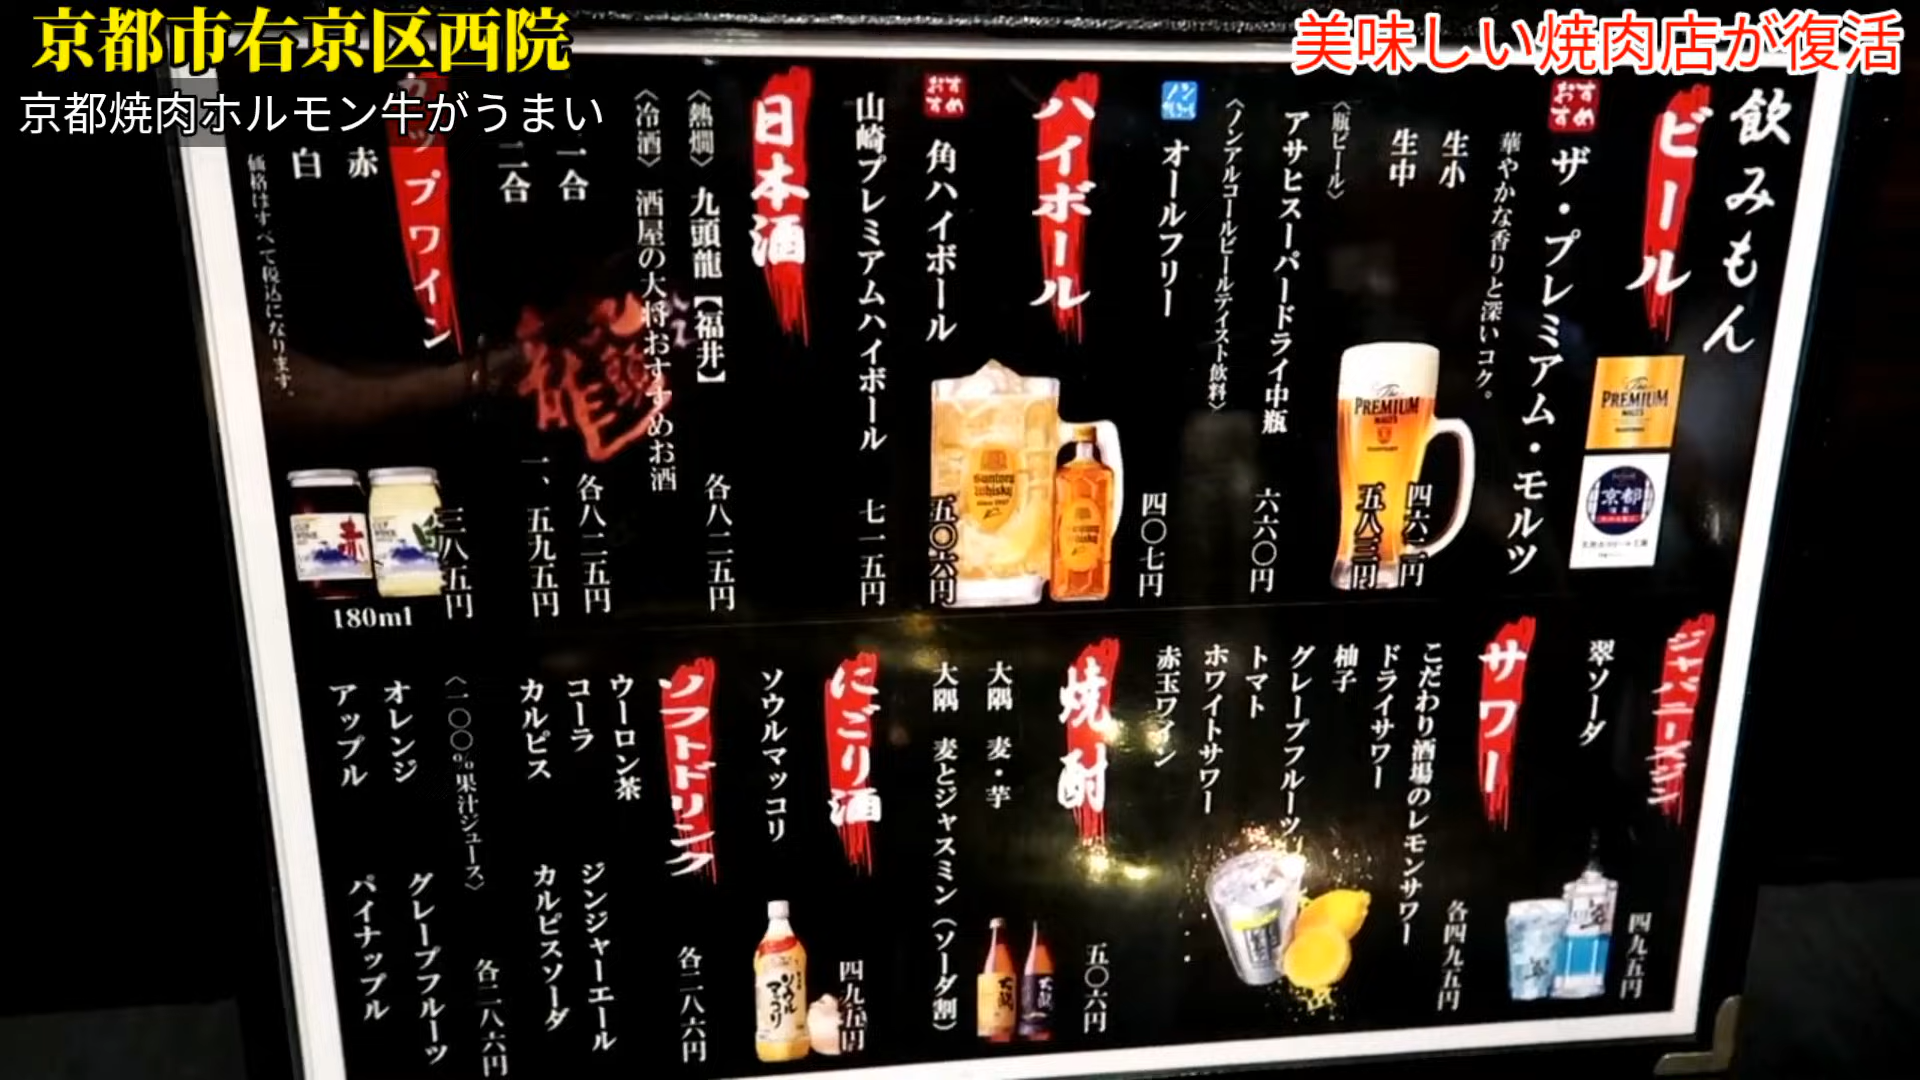 京都市右京区西院
京都焼肉ホルモン牛がうまい
美味しい焼肉店が復活
飲みもん
ビール
おすすめ
ザ・プレミアム・モルツ
華やかな香りと深いコク。
生小
四六二円
生中
五八三円
〈瓶ビール〉
アサヒスーパードライ中瓶
六六〇円
〈ノンアルコールビールテイスト飲料〉
オールフリー
四〇七円
The PREMIUM MALT'S
京都
The PREMIUM MALT'S
ハイボール
おすすめ
角ハイボール
五〇六円
山崎プレミアムハイボール
七一五円
Suntory Whisky
日本酒
〈熱燗〉 九頭龍【福井】
各八二五円
〈冷酒〉 酒屋の大将おすすめお酒
一合
各八二五円
二合
一、五九五円
九頭龍
カップワイン
赤
白
三八五円
180ml
価格はすべて税込になります。
ジャパニーズジン
翠ソーダ
四九五円
サワー
こだわり酒場のレモンサワー
ドライサワー
柚子
グレープフルーツ
トマト
ホワイトサワー
赤玉ワイン
各四九五円
焼酎
大隅 麦・芋
大隅 麦とジャスミン(ソーダ割)
五〇六円
にごり酒
ソウルマッコリ
四九五円
ソウルマッコリ
ソフトドリンク
ウーロン茶
ジンジャーエール
コーラ
カルピスソーダ
カルピス
各二八六円
〈一〇〇%果汁ジュース〉
オレンジ
グレープフルーツ
アップル
パイナップル
各二八六円